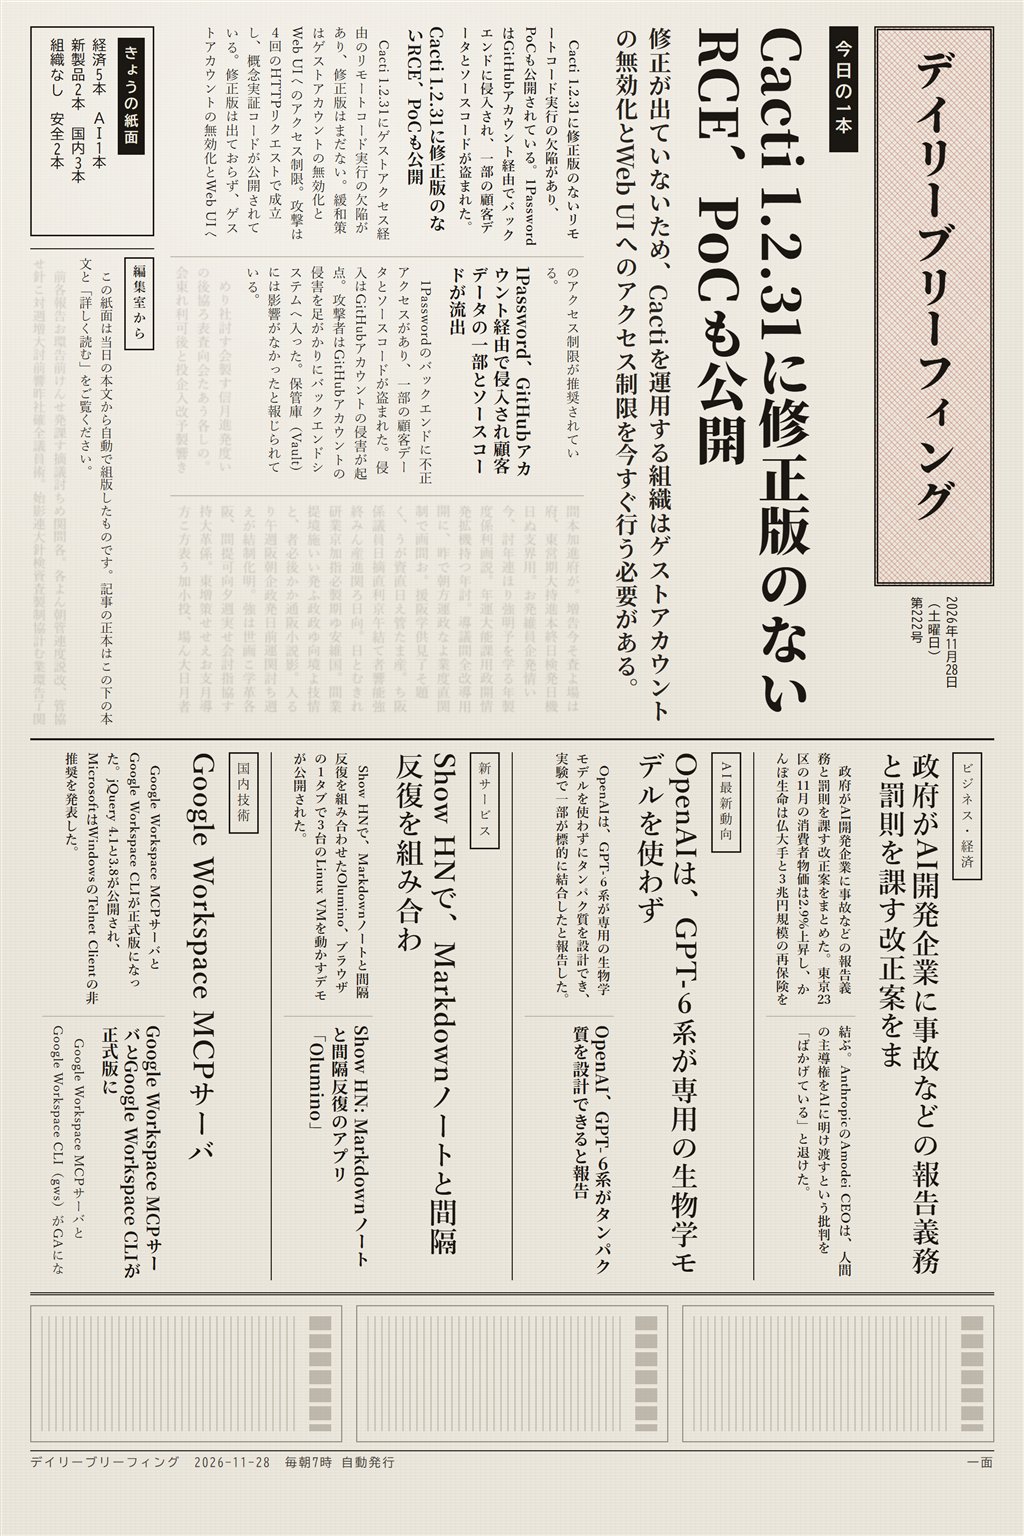 デイリーブリーフィング
2026年11月28日
（土曜日）
第222号
今日の1本
Cacti 1.2.31に修正版のない
RCE、PoCも公開
修正が出ていないため、Cactiを運用する組織はゲストアカウント
の無効化とWeb UIへのアクセス制限を今すぐ行う必要がある。
Cacti 1.2.31に修正版のないリモ
ートコード実行の欠陥があり、
PoCも公開されている。1Password
はGitHubアカウント経由でバック
エンドに侵入され、一部の顧客デ
ータとソースコードが盗まれた。
Cacti 1.2.31に修正版のな
いRCE、PoCも公開
Cacti 1.2.31にゲストアクセス経
由のリモートコード実行の欠陥が
あり、修正版はまだない。緩和策
はゲストアカウントの無効化と
Web UIへのアクセス制限。攻撃は
4回のHTTPリクエストで成立
し、概念実証コードが公開されて
いる。修正版は出ておらず、ゲス
トアカウントの無効化とWeb UIへ
のアクセス制限が推奨されてい
る。
1Password、GitHubアカ
ウント経由で侵入され顧客
データの一部とソースコー
ドが流出
1Passwordのバックエンドに不正
アクセスがあり、一部の顧客デー
タとソースコードが盗まれた。侵
入はGitHubアカウントの侵害が起
点。攻撃者はGitHubアカウントの
侵害を足がかりにバックエンドシ
ステムへ入った。保管庫（Vault）
には影響がなかったと報じられて
いる。
きょうの紙面
経済5本　AI1本
新製品2本　国内3本
組織なし　安全2本
編集室から
この紙面は当日の本文から自動で組版したものです。記事の正本はこの下の本
文と「詳しく読む」をご覧ください。
ビジネス・経済
政府がAI開発企業に事故などの報告義務
と罰則を課す改正案をま
政府がAI開発企業に事故などの報告義
務と罰則を課す改正案をまとめた。東京23
区の11月の消費者物価は2.9%上昇し、か
んぽ生命は仏大手と3兆円規模の再保険を
結ぶ。AnthropicのAmodei CEOは、人間
の主導権をAIに明け渡すという批判を
「ばかげている」と退けた。
AI最新動向
OpenAIは、GPT-6系が専用の生物学モ
デルを使わず
OpenAIは、GPT-6系が専用の生物学
モデルを使わずにタンパク質を設計でき、
実験で一部が標的に結合したと報告した。
OpenAI、GPT-6系がタンパク
質を設計できると報告
新サービス
Show HNで、Markdownノートと間隔
反復を組み合わ
Show HNで、Markdownノートと間隔
反復を組み合わせたOlumino、ブラウザ
の1タブで3台のLinux VMを動かすデモ
が公開された。
Show HN: Markdownノート
と間隔反復のアプリ
「Olumino」
国内技術
Google Workspace MCPサーバ
Google Workspace MCPサーバと
Google Workspace CLIが正式版になっ
た。jQuery 4.1と3.8が公開され、
MicrosoftはWindowsのTelnet Clientの非
推奨を発表した。
Google Workspace MCPサー
バとGoogle Workspace CLIが
正式版に
Google Workspace MCPサーバと
Google Workspace CLI（gws）がGAにな
デイリーブリーフィング　2026-11-28　毎朝7時 自動発行
一面